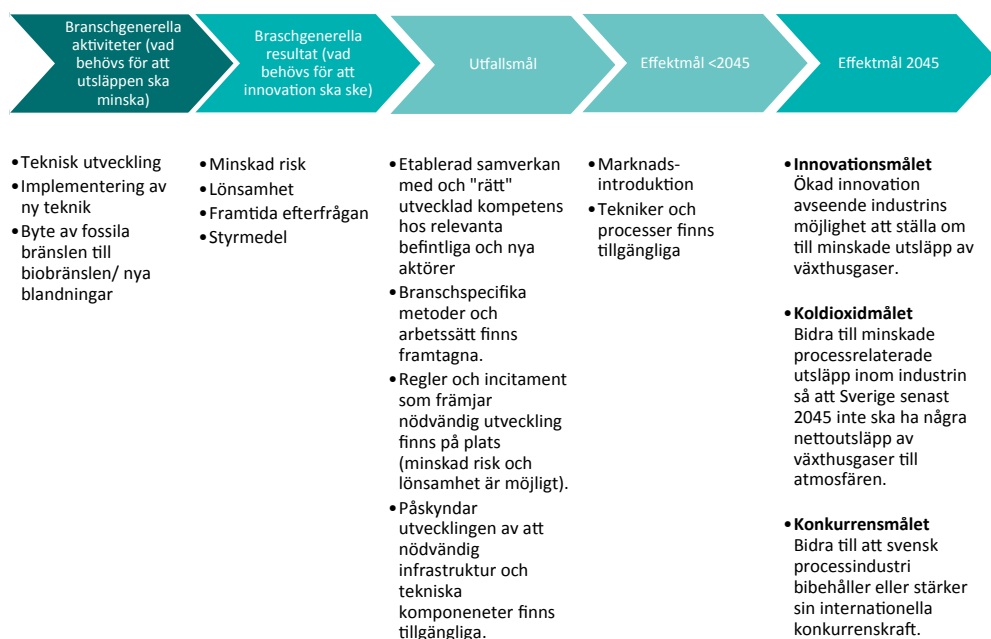 Branschgenerella
aktiviteter (vad
behövs för att
utsläppen ska
minska)
Braschgenerella
resultat (vad
behövs för att
innovation ska ske)
Utfallsmål
Effektmål <2045
Effektmål 2045
•Teknisk utveckling
•Implementering av
ny teknik
•Byte av fossila
bränslen till
biobränslen/ nya
blandningar
•Minskad risk
•Lönsamhet
•Framtida efterfrågan
•Styrmedel
•Etablerad samverkan
med och "rätt"
utvecklad kompetens
hos relevanta
befintliga och nya
aktörer
•Branschspecifika
metoder och
arbetssätt finns
framtagna.
•Regler och incitament
som främjar
nödvändig utveckling
finns på plats
(minskad risk och
lönsamhet är möjligt).
•Påskyndar
utvecklingen av att
nödvändig
infrastruktur och
tekniska
komponeneter finns
tillgängliga.
•Marknads-
introduktion
•Tekniker och
processer finns
tillgängliga
•Innovationsmålet
Ökad innovation
avseende industrins
möjlighet att ställa om
till minskade utsläpp av
växthusgaser.
•Koldioxidmålet
Bidra till minskade
processrelaterade
utsläpp inom industrin
så att Sverige senast
2045 inte ska ha några
nettoutsläpp av
växthusgaser till
atmosfären.
•Konkurrensmålet
Bidra till att svensk
processindustri
bibehåller eller stärker
sin internationella
konkurrenskraft.